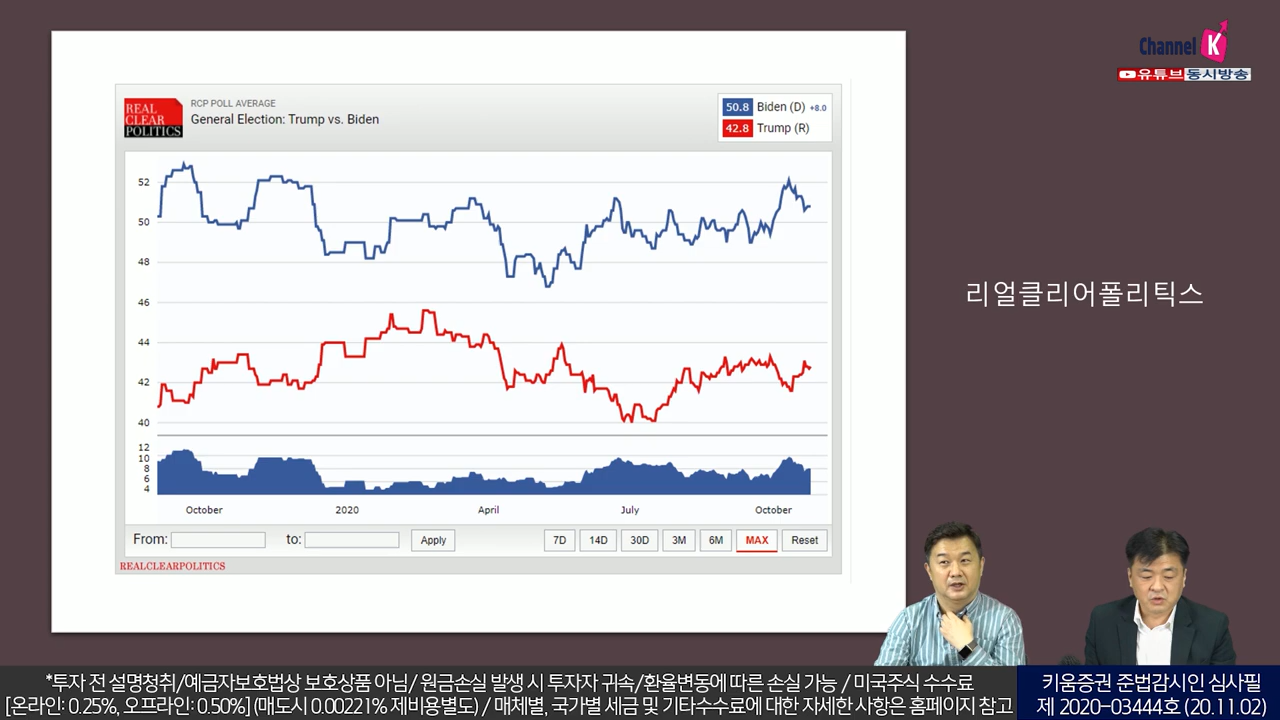 Channel K
유튜브 동시방송
REAL
CLEAR
POLITICS
RCP POLL AVERAGE
General Election: Trump vs. Biden
50.8 Biden (D) +8.0
42.8 Trump (R)
52
50
48
46
44
42
40
12
10
8
6
4
October 2020 April July October
From: to: Apply 7D 14D 30D 3M 6M MAX Reset
REALCLEARPOLITICS
리얼클리어폴리틱스
*투자 전 설명청취/예금자보호법상 보호상품 아님/ 원금손실 발생 시 투자자 귀속/환율변동에 따른 손실 가능 / 미국주식 수수료
[온라인: 0.25%, 오프라인: 0.50%] (매도시 0.00221% 제비용별도) / 매체별, 국가별 세금 및 기타수수료에 대한 자세한 사항은 홈페이지 참고
키움증권 준법감시인 심사필
제 2020-03444호 (20.11.02)